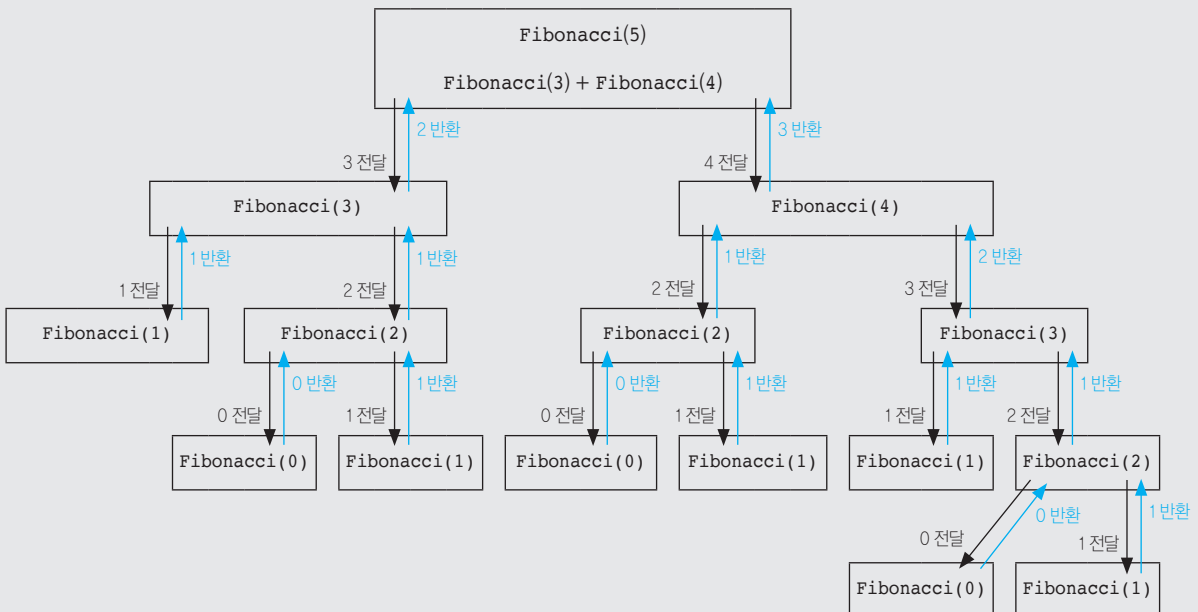 Fibonacci(5)
Fibonacci(3) + Fibonacci(4)
2 반환
3 반환
3 전달
4 전달
Fibonacci(3)
Fibonacci(4)
1 반환
1 반환
1 반환
2 반환
1 전달
2 전달
2 전달
3 전달
Fibonacci(1)
Fibonacci(2)
Fibonacci(2)
Fibonacci(3)
0 반환
1 반환
0 반환
1 반환
1 반환
1 반환
0 전달
1 전달
0 전달
1 전달
1 전달
2 전달
Fibonacci(0)
Fibonacci(1)
Fibonacci(0)
Fibonacci(1)
Fibonacci(1)
Fibonacci(2)
0 반환
1 반환
0 전달
1 전달
Fibonacci(0)
Fibonacci(1)